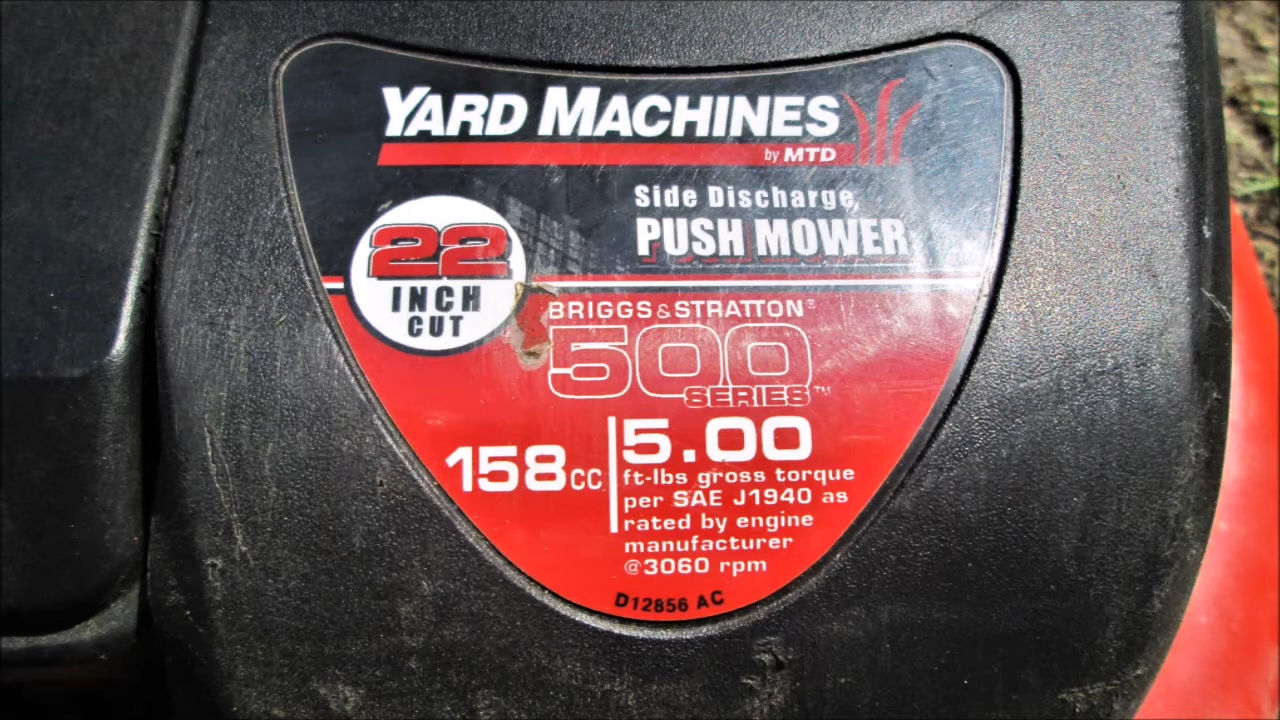 YARD MACHINES
by MTD
Side Discharge,
PUSH MOWER
22
INCH
CUT
BRIGGS & STRATTON®
500
SERIES™
158cc
5.00
ft-lbs gross torque
per SAE J1940 as
rated by engine
manufacturer
@3060 rpm
D12856 AC